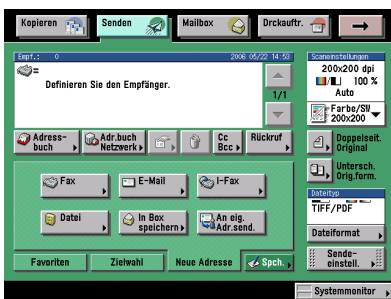 Kopieren
Senden
Mailbox
Drckauftr.
Empf.: 0
2006 05/22 14:53
Definieren Sie den Empfänger.
1/1
Adress-
buch
Adr.buch
Netzwerk
Cc
Bcc
Rückruf
Fax
E-Mail
I-Fax
Datei
In Box
speichern
An eig.
Adr.send.
Favoriten
Zielwahl
Neue Adresse
Spch.
Scaneinstellungen
200x200 dpi
100 %
Auto
Farbe/SW
200x200
Doppelseit.
Original
Untersch.
Orig.form.
Dateityp
TIFF/PDF
Dateiformat
Sende-
einstell.
Systemmonitor